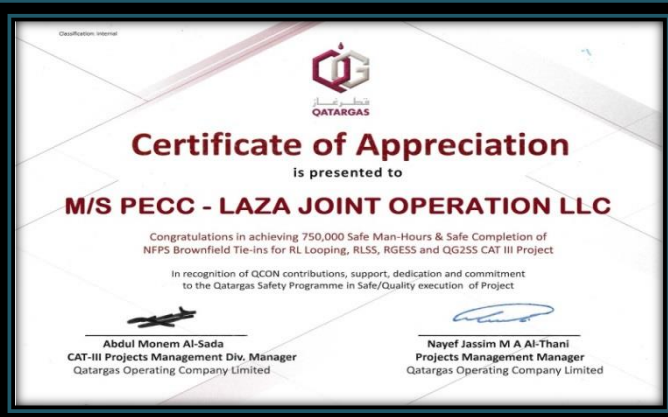 Classification: Internal
قطر غاز
QATARGAS
Certificate of Appreciation
is presented to
M/S PECC - LAZA JOINT OPERATION LLC
Congratulations in achieving 750,000 Safe Man-Hours & Safe Completion of
NFPS Brownfield Tie-ins for RL Looping, RLSS, RGESS and QG2SS CAT III Project
In recognition of QCON contributions, support, dedication and commitment
to the Qatargas Safety Programme in Safe/Quality execution of Project
Abdul Monem Al-Sada
CAT-III Projects Management Div. Manager
Qatargas Operating Company Limited
Nayef Jassim M A Al-Thani
Projects Management Manager
Qatargas Operating Company Limited